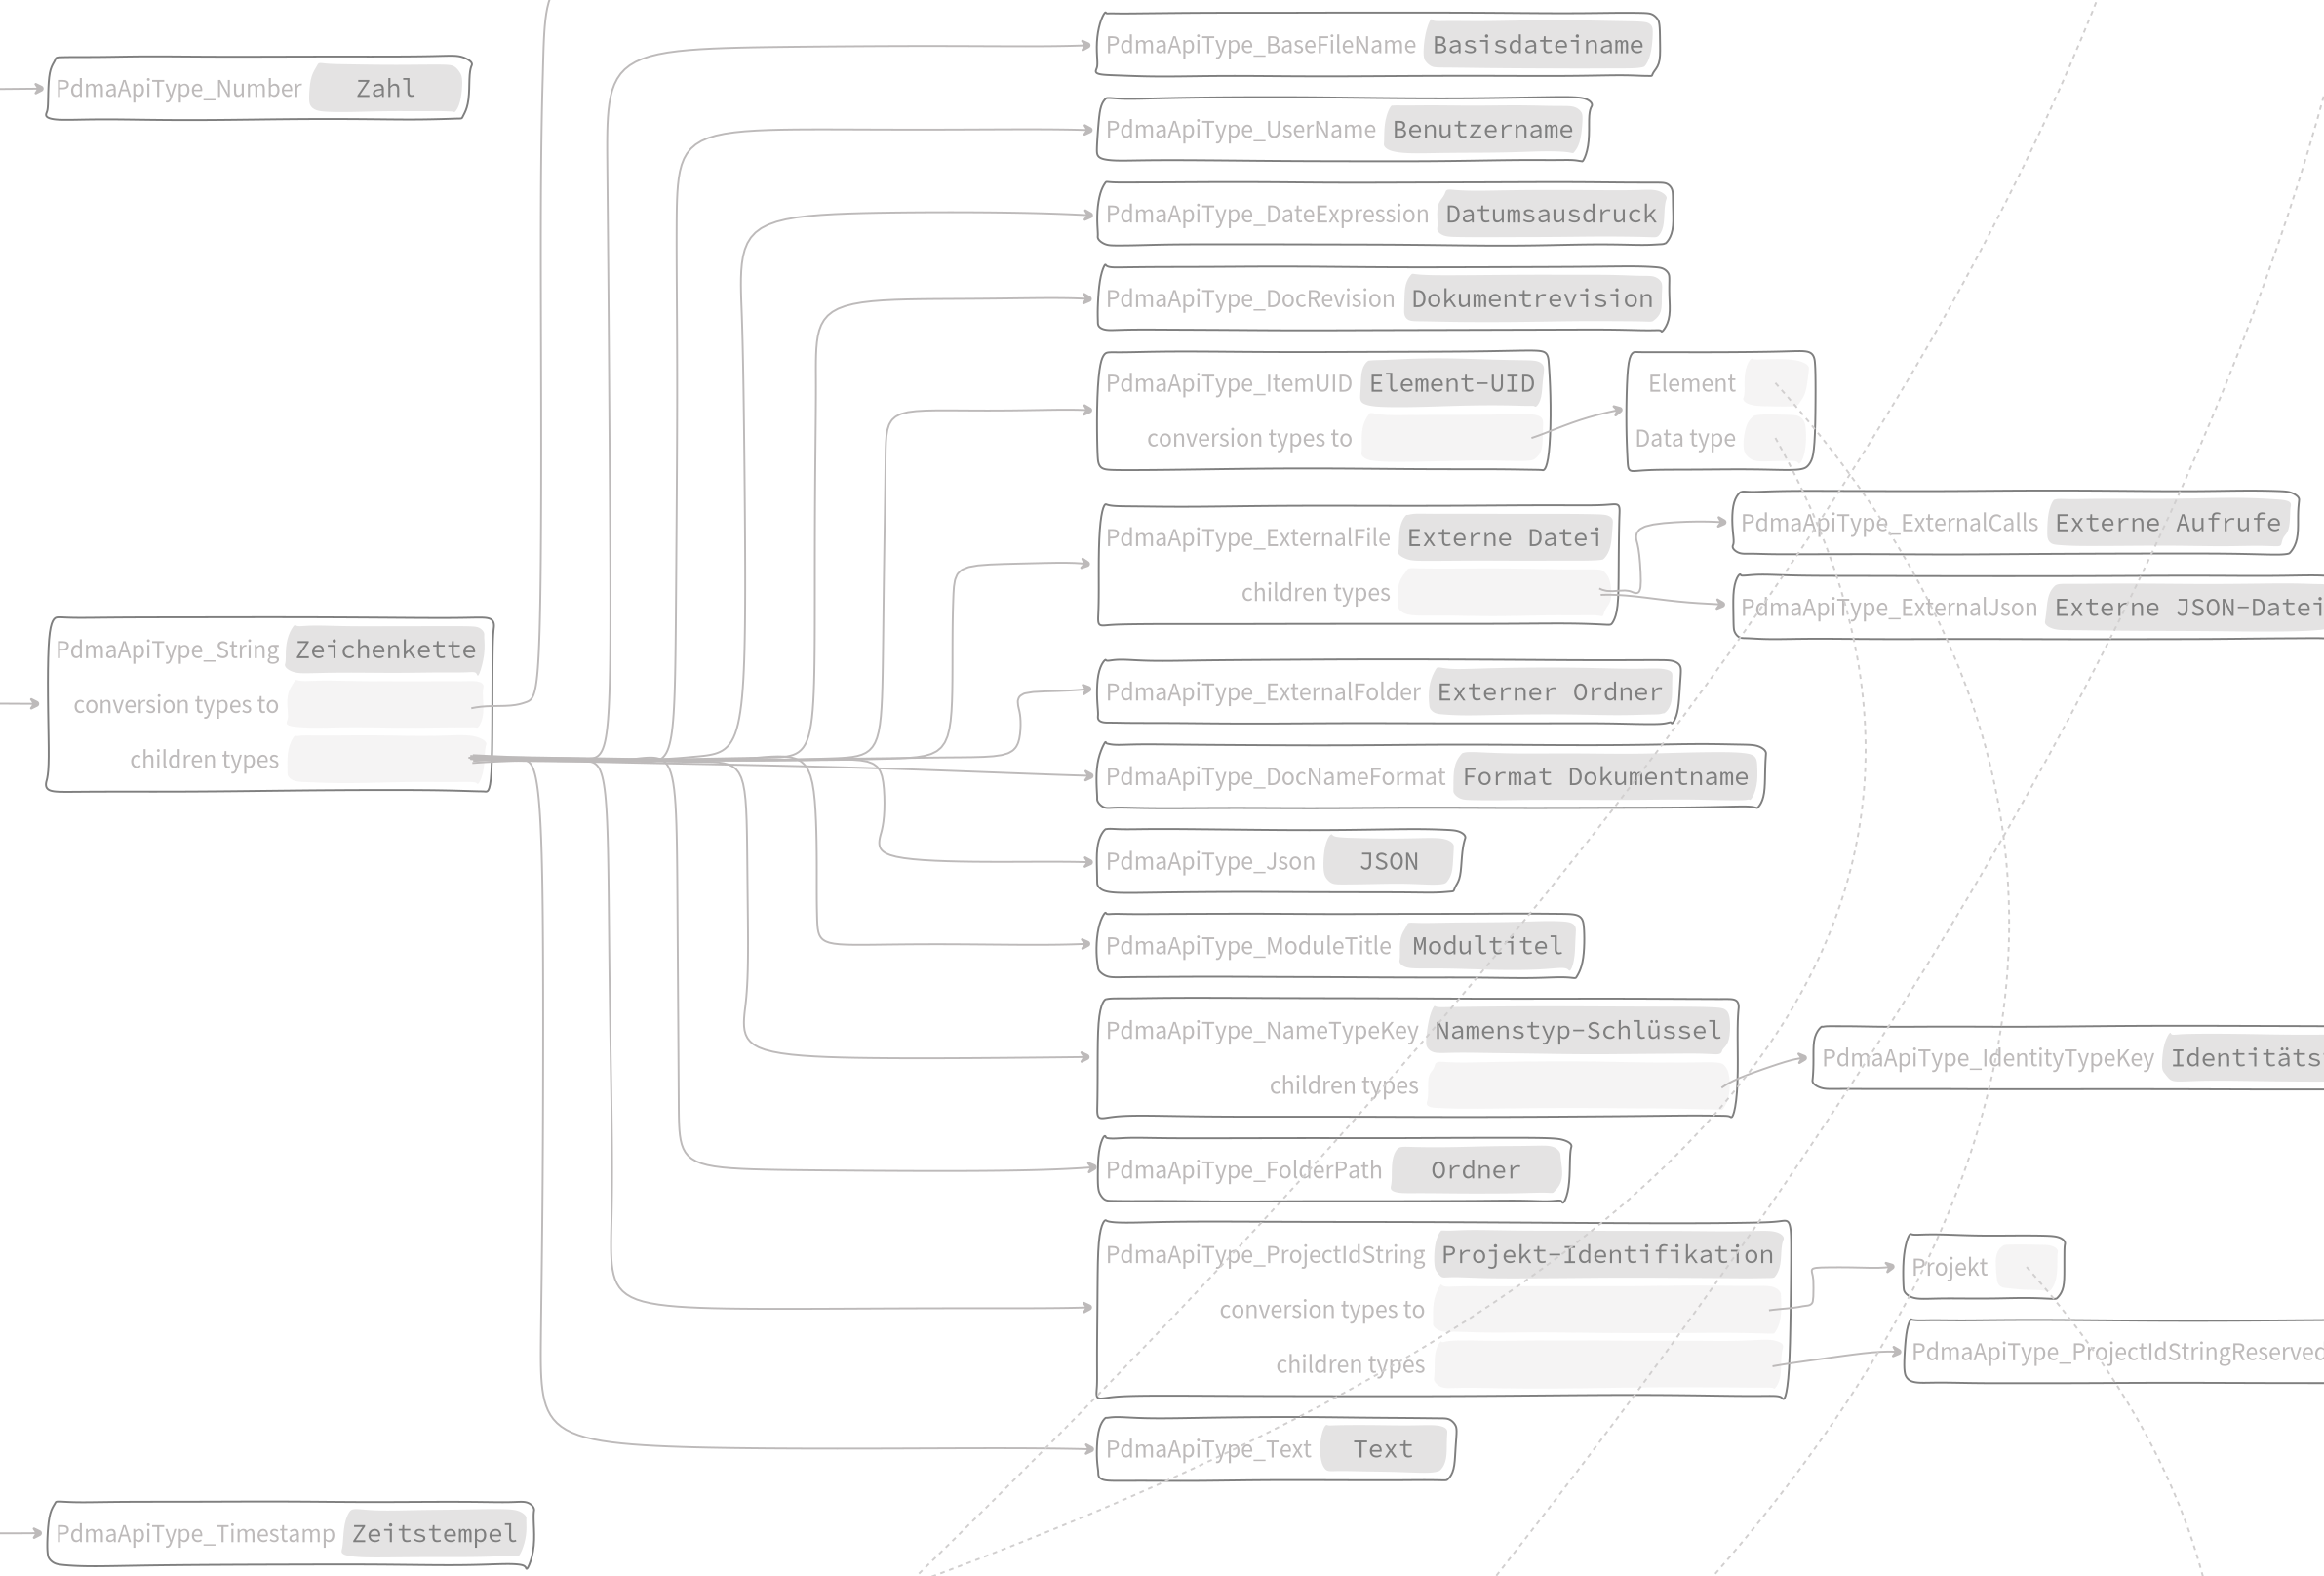 PdmaApiType_Number Zahl
PdmaApiType_String Zeichenkette
conversion types to
children types
PdmaApiType_Timestamp Zeitstempel
PdmaApiType_BaseFileName Basisdateiname
PdmaApiType_UserName Benutzername
PdmaApiType_DateExpression Datumsausdruck
PdmaApiType_DocRevision Dokumentrevision
PdmaApiType_ItemUID Element-UID
conversion types to
Element
Data type
PdmaApiType_ExternalFile Externe Datei
children types
PdmaApiType_ExternalCalls Externe Aufrufe
PdmaApiType_ExternalJson Externe JSON-Datei
PdmaApiType_ExternalFolder Externer Ordner
PdmaApiType_DocNameFormat Format Dokumentname
PdmaApiType_Json JSON
PdmaApiType_ModuleTitle Modultitel
PdmaApiType_NameTypeKey Namenstyp-Schlüssel
children types
PdmaApiType_IdentityTypeKey Identitäts
PdmaApiType_FolderPath Ordner
PdmaApiType_ProjectIdString Projekt-Identifikation
conversion types to
children types
Projekt
PdmaApiType_ProjectIdStringReserved
PdmaApiType_Text Text